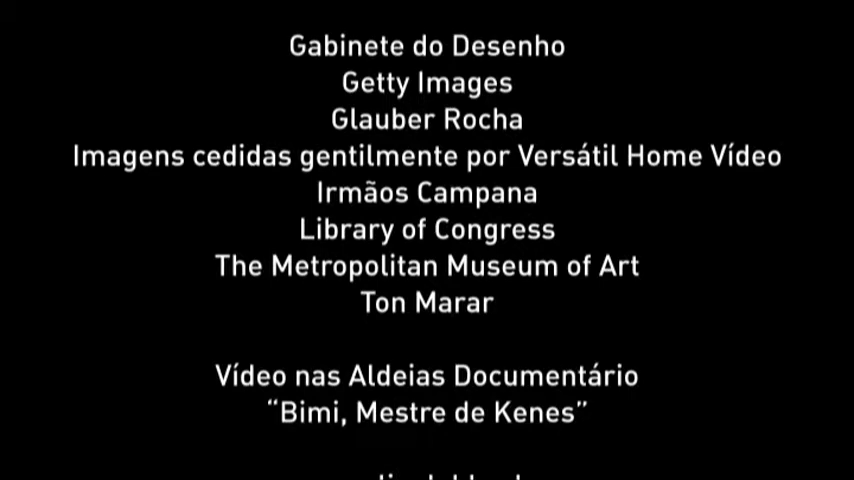 Gabinete do Desenho
Getty Images
Glauber Rocha
Imagens cedidas gentilmente por Versátil Home Vídeo
Irmãos Campana
Library of Congress
The Metropolitan Museum of Art
Ton Marar
Vídeo nas Aldeias Documentário
“Bimi, Mestre de Kenes”